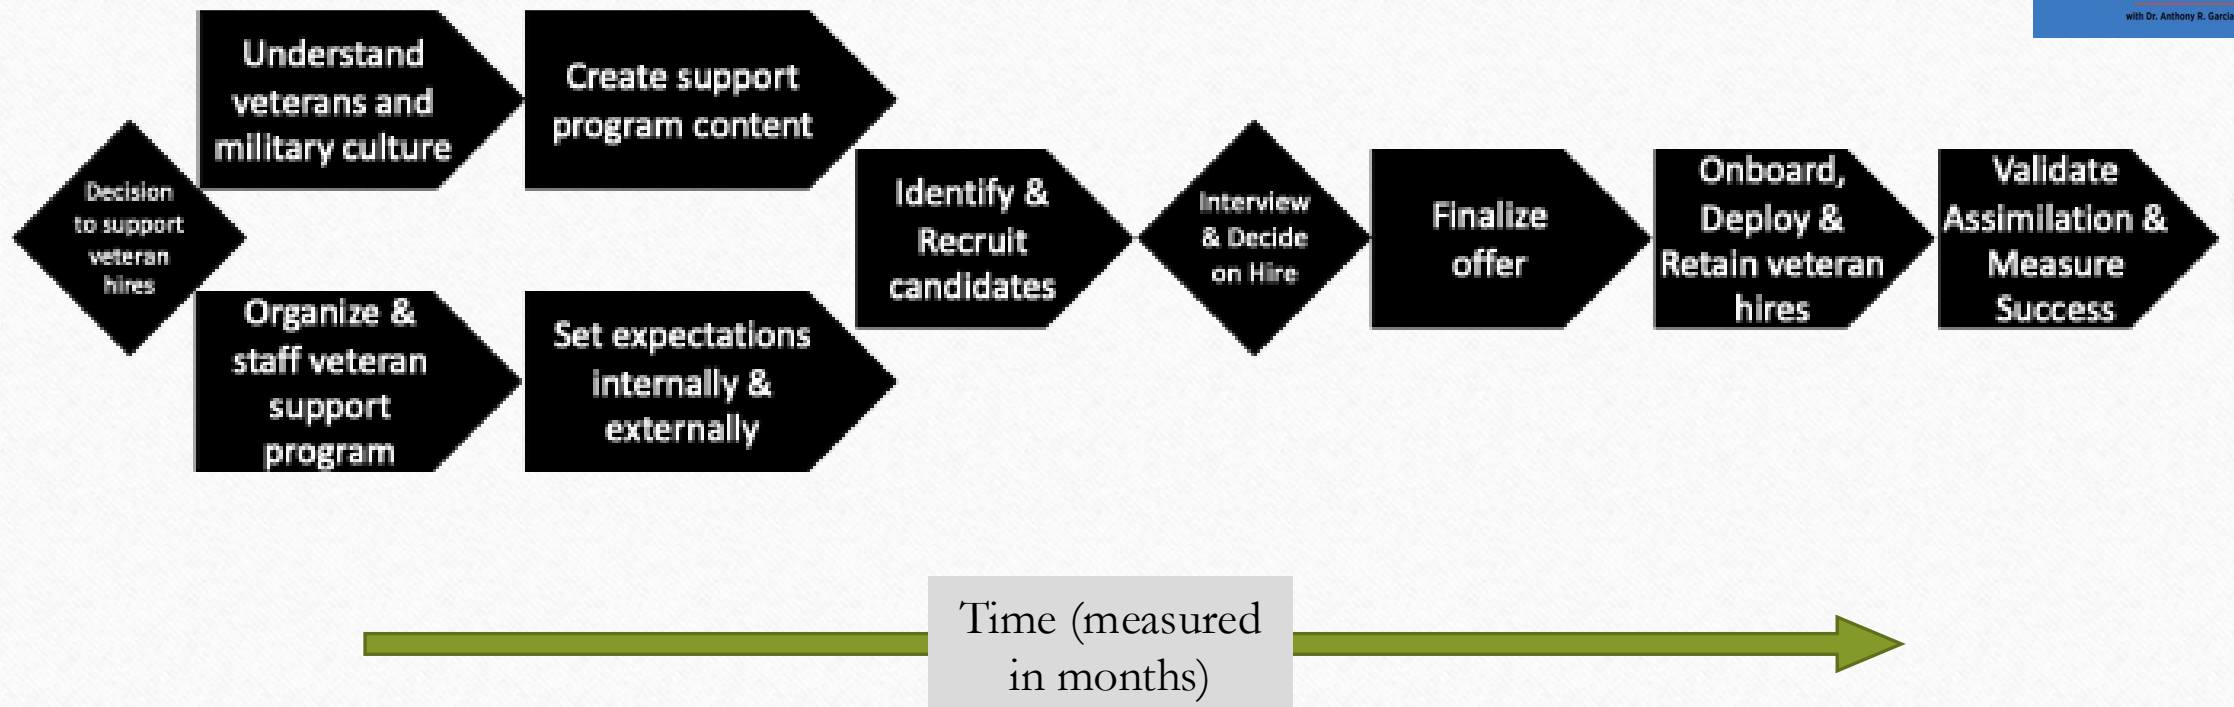 with Dr. Anthony R. Garcia
Decision
to support
veteran
hires
Understand
veterans and
military culture
Create support
program content
Organize &
staff veteran
support
program
Set expectations
internally &
externally
Identify &
Recruit
candidates
Interview
& Decide
on Hire
Finalize
offer
Onboard,
Deploy &
Retain veteran
hires
Validate
Assimilation &
Measure
Success
Time (measured
in months)